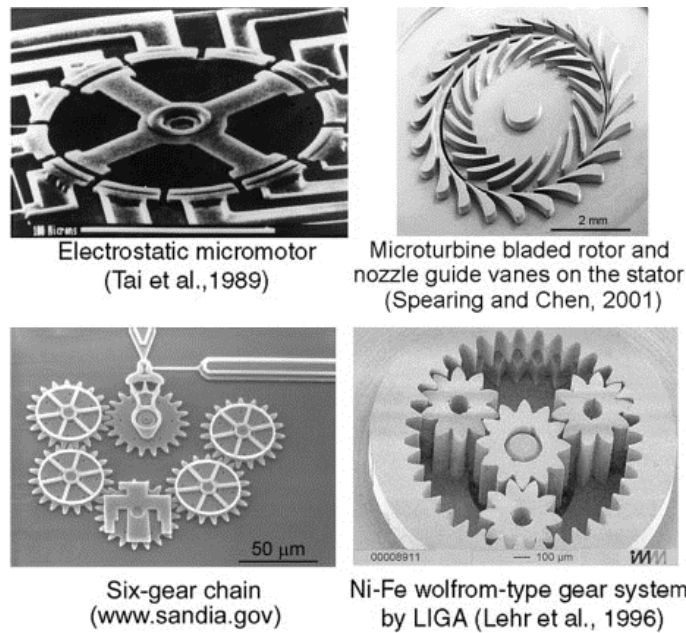 100 Microns
Electrostatic micromotor
(Tai et al.,1989)
2 mm
Microturbine bladed rotor and
nozzle guide vanes on the stator
(Spearing and Chen, 2001)
50 μm
Six-gear chain
(www.sandia.gov)
00008911
100 μm
Ni-Fe wolfrom-type gear system
by LIGA (Lehr et al., 1996)